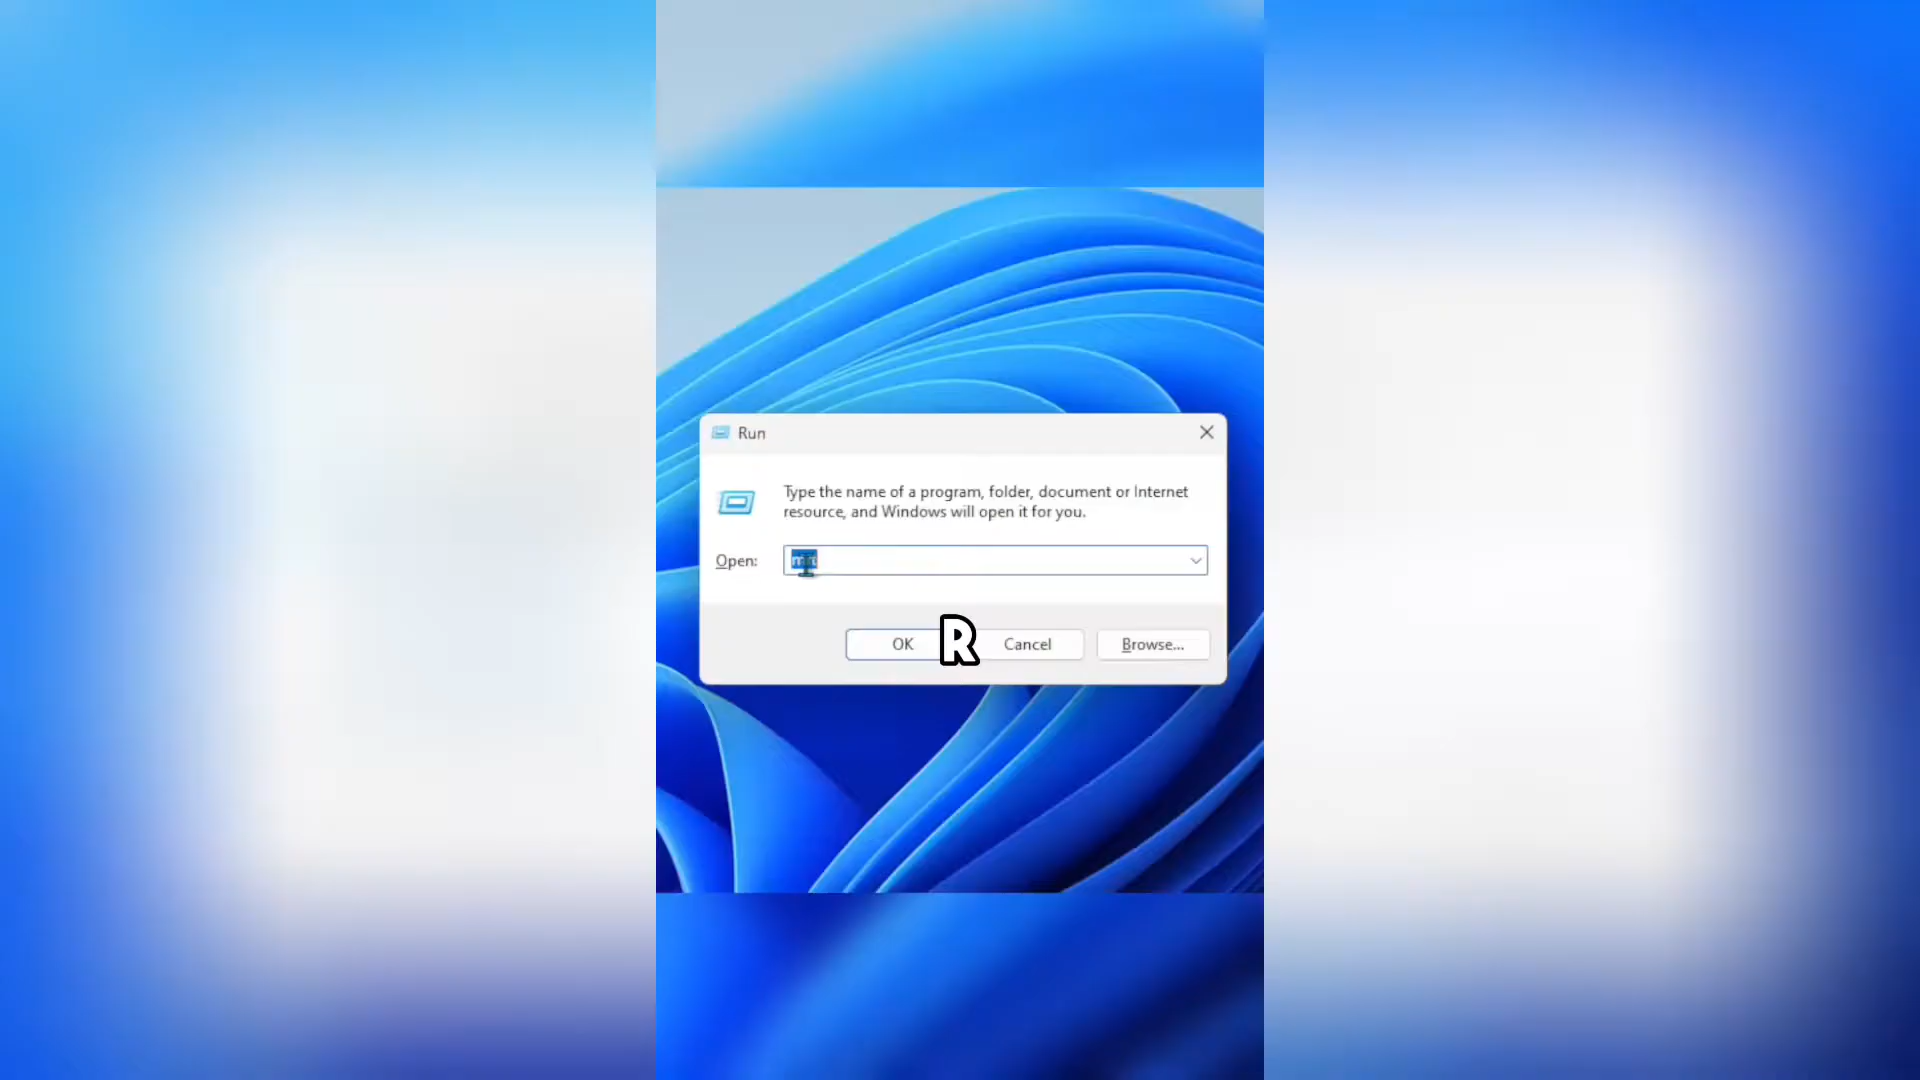 Run
Type the name of a program, folder, document or Internet
resource, and Windows will open it for you.
Open:
OK
R
Cancel
Browse...